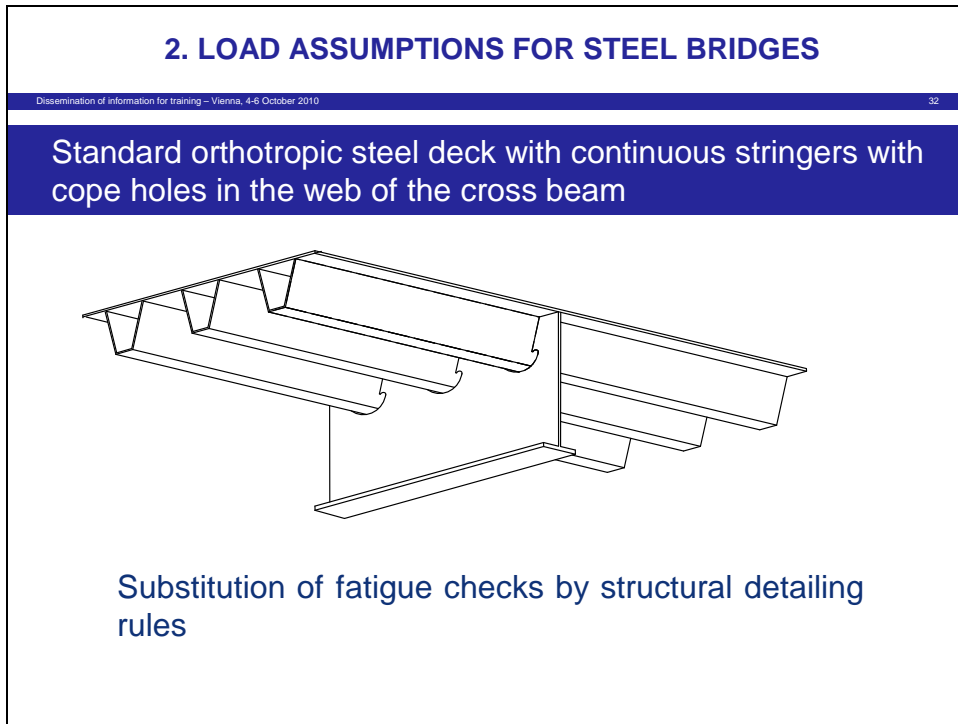 2. LOAD ASSUMPTIONS FOR STEEL BRIDGES
Dissemination of information for training – Vienna, 4-6 October 2010 32
Standard orthotropic steel deck with continuous stringers with
cope holes in the web of the cross beam
Substitution of fatigue checks by structural detailing
rules